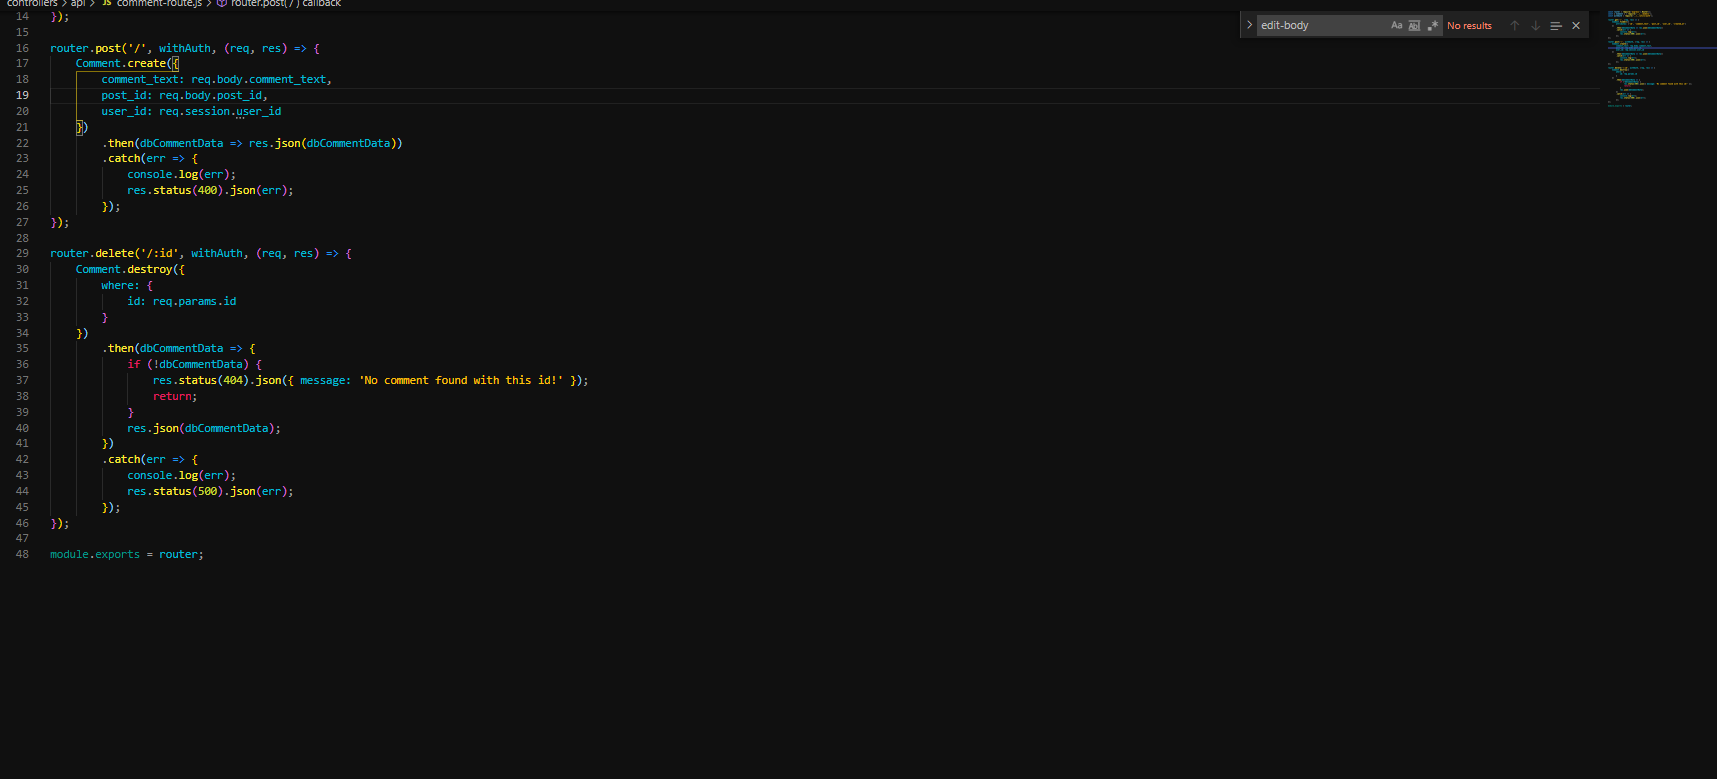 controllers > api > JS comment-route.js > router.post('/') callback
edit-body Aa ab .* No results
14 });
15
16 router.post('/', withAuth, (req, res) => {
17 Comment.create({
18 comment_text: req.body.comment_text,
19 post_id: req.body.post_id,
20 user_id: req.session.user_id
21 })
22 .then(dbCommentData => res.json(dbCommentData))
23 .catch(err => {
24 console.log(err);
25 res.status(400).json(err);
26 });
27 });
28
29 router.delete('/:id', withAuth, (req, res) => {
30 Comment.destroy({
31 where: {
32 id: req.params.id
33 }
34 })
35 .then(dbCommentData => {
36 if (!dbCommentData) {
37 res.status(404).json({ message: 'No comment found with this id!' });
38 return;
39 }
40 res.json(dbCommentData);
41 })
42 .catch(err => {
43 console.log(err);
44 res.status(500).json(err);
45 });
46 });
47
48 module.exports = router;